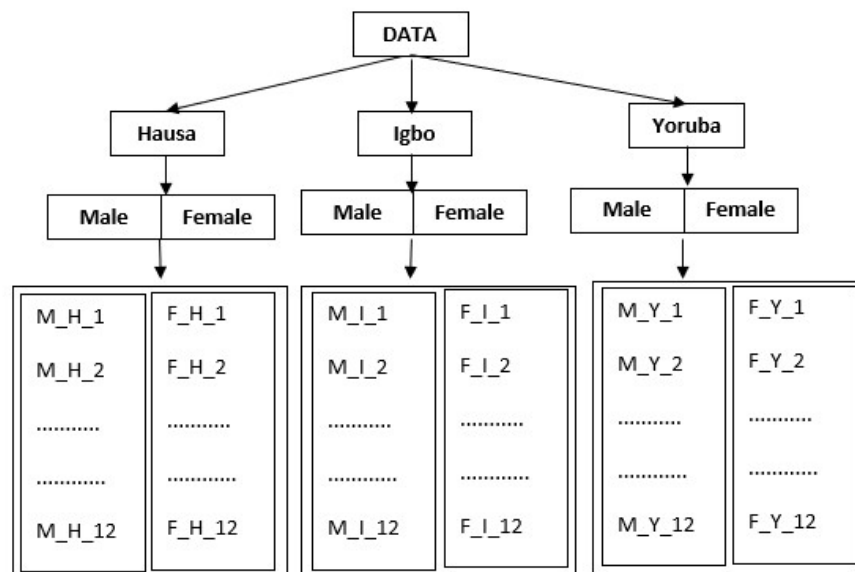 DATA
Hausa
Igbo
Yoruba
Male Female
Male Female
Male Female
M_H_1
M_H_2
...........
............
M_H_12
F_H_1
F_H_2
...........
............
F_H_12
M_I_1
M_I_2
...........
............
M_I_12
F_I_1
F_I_2
...........
............
F_I_12
M_Y_1
M_Y_2
...........
............
M_Y_12
F_Y_1
F_Y_2
...........
............
F_Y_12